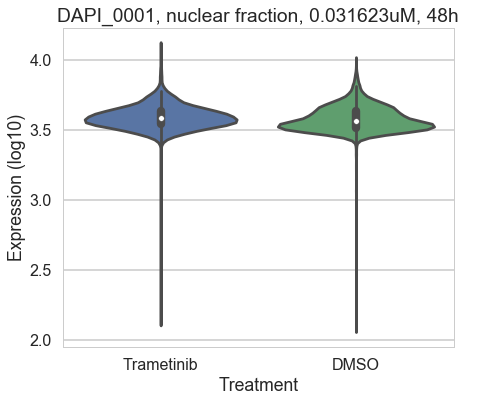 DAPI_0001, nuclear fraction, 0.031623uM, 48h
Expression (log10)
4.0
3.5
3.0
2.5
2.0
Trametinib
DMSO
Treatment